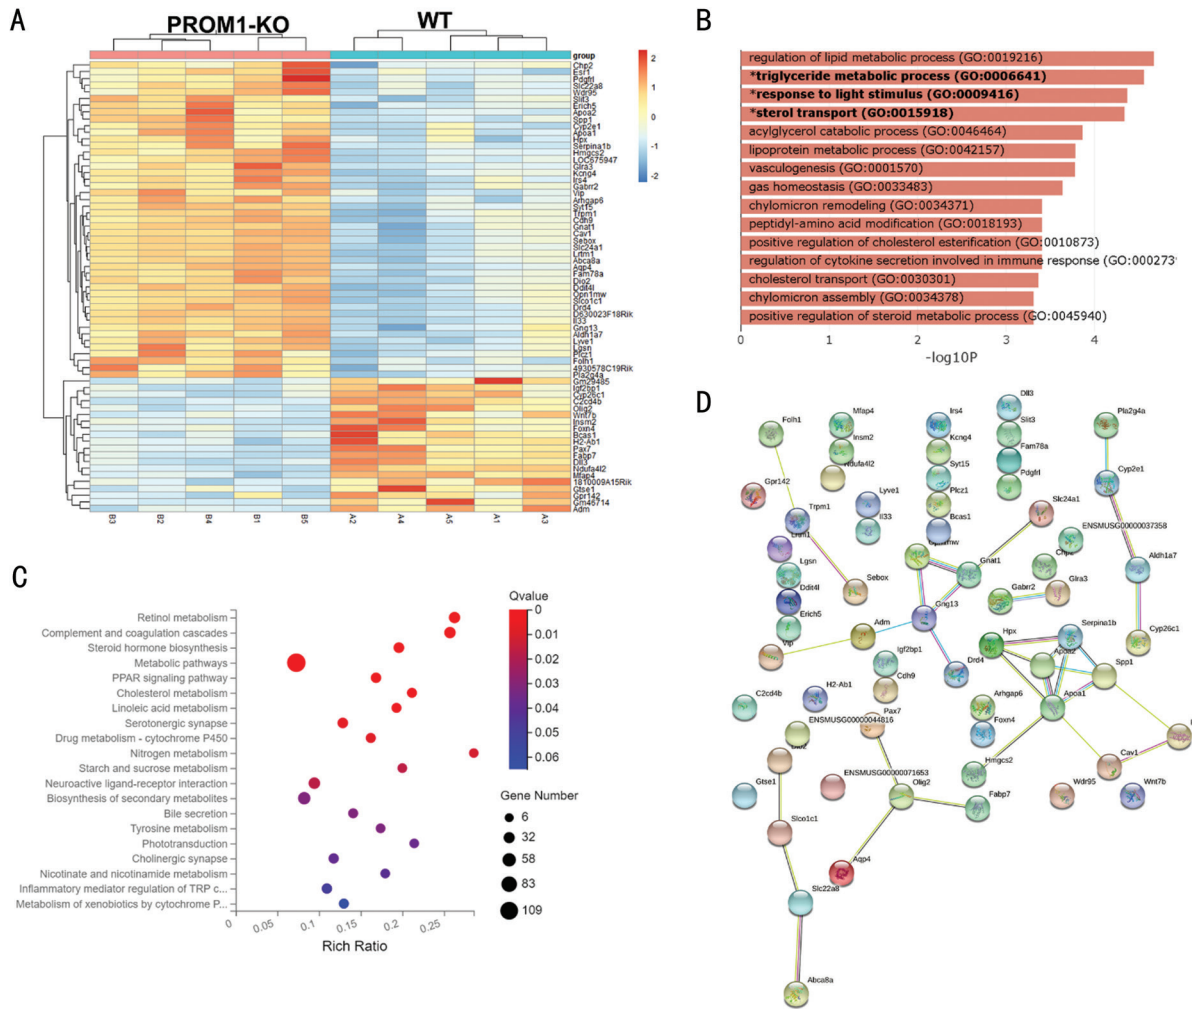 A
PROM1-KO
WT
group
Chp2
Esr1
Pdgfrl
Slc22a8
Wdr95
Slit3
Erich5
Apoa2
Spp1
Cyp2e1
Apoa1
Hpx
Serpina1b
Hmgcs2
LOC675947
Glra3
Kcng4
Irs4
Gabrr2
Vip
Arhgap6
Syt15
Trpm1
Cdh9
Gnat1
Cav1
Sebox
Slc24a1
Lrtm1
Abca8a
Aqp4
Fam78a
Dio2
Ddit4l
Opn1mw
Slco1c1
Drd4
D630023F18Rik
Il33
Gng13
Aldh1a7
Lyve1
Lgsn
Plcz1
Folh1
4930578C19Rik
Pla2g4a
Gm29485
Igf2bp1
Cyp26c1
C2cd4b
Olig2
Wnt7b
Insm2
Foxn4
Bcas1
H2-Ab1
Pax7
Fabp7
Dll3
Ndufa4l2
Mfap4
1810009A15Rik
Gtse1
Gpr142
Gm46714
Adm
B3 B2 B4 B1 B5 A2 A4 A5 A1 A3
2
1
0
-1
-2
B
regulation of lipid metabolic process (GO:0019216)
*triglyceride metabolic process (GO:0006641)
*response to light stimulus (GO:0009416)
*sterol transport (GO:0015918)
acylglycerol catabolic process (GO:0046464)
lipoprotein metabolic process (GO:0042157)
vasculogenesis (GO:0001570)
gas homeostasis (GO:0033483)
chylomicron remodeling (GO:0034371)
peptidyl-amino acid modification (GO:0018193)
positive regulation of cholesterol esterification (GO:0010873)
regulation of cytokine secretion involved in immune response (GO:000273
cholesterol transport (GO:0030301)
chylomicron assembly (GO:0034378)
positive regulation of steroid metabolic process (GO:0045940)
0 1 2 3 4
-log10P
C
Retinol metabolism
Complement and coagulation cascades
Steroid hormone biosynthesis
Metabolic pathways
PPAR signaling pathway
Cholesterol metabolism
Linoleic acid metabolism
Serotonergic synapse
Drug metabolism - cytochrome P450
Nitrogen metabolism
Starch and sucrose metabolism
Neuroactive ligand-receptor interaction
Biosynthesis of secondary metabolites
Bile secretion
Tyrosine metabolism
Phototransduction
Cholinergic synapse
Nicotinate and nicotinamide metabolism
Inflammatory mediator regulation of TRP c...
Metabolism of xenobiotics by cytochrome P...
0 0.05 0.1 0.15 0.2 0.25
Rich Ratio
Qvalue
0
0.01
0.02
0.03
0.04
0.05
0.06
Gene Number
6
32
58
83
109
D
Folh1
Mfap4
Irs4
Dll3
Slit3
Pla2g4a
Insm2
Kcng4
Fam78a
Ndufa4l2
Syt15
Pdgfrl
Cyp2e1
Gpr142
Plcz1
Lyve1
Slc24a1
Trpm1
Il33
Bcas1
ENSMUSG00000037358
Lrtm1
Opn1mw
Gnat1
Chp2
Aldh1a7
Lgsn
Sebox
Gabrr2
Glra3
Ddit4l
Gng13
Erich5
Adm
Hpx
Serpina1b
Cyp26c1
Vip
Igf2bp1
Apoa2
Spp1
Cdh9
Drd4
H2-Ab1
C2cd4b
Arhgap6
Apoa1
Pax7
ENSMUSG00000044816
Foxn4
Dio2
Cav1
Hmgcs2
ENSMUSG00000071653
Gtse1
Olig2
Wdr95
Wnt7b
Fabp7
Slco1c1
Aqp4
Slc22a8
Abca8a